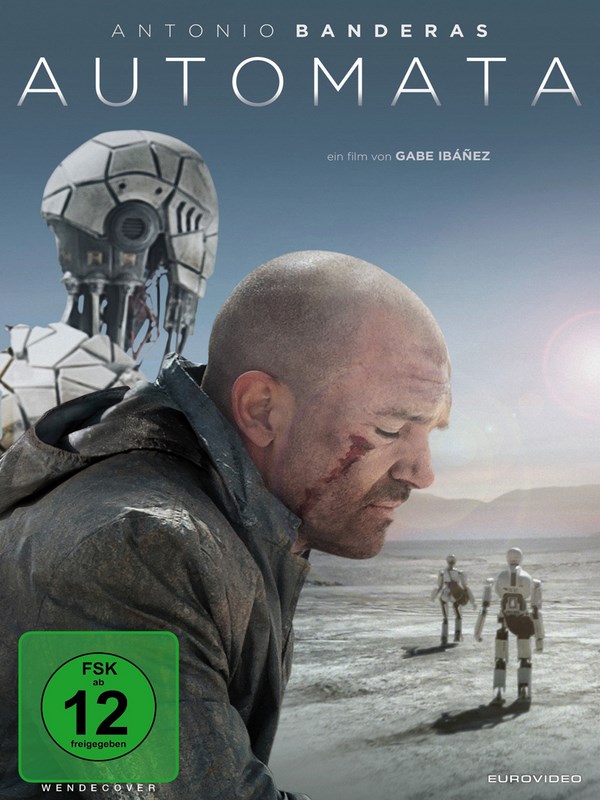 ANTONIO BANDERAS
AUTOMATA
ein film von GABE IBÁÑEZ
FSK
ab
12
freigegeben
WENDECOVER
EUROVIDEO